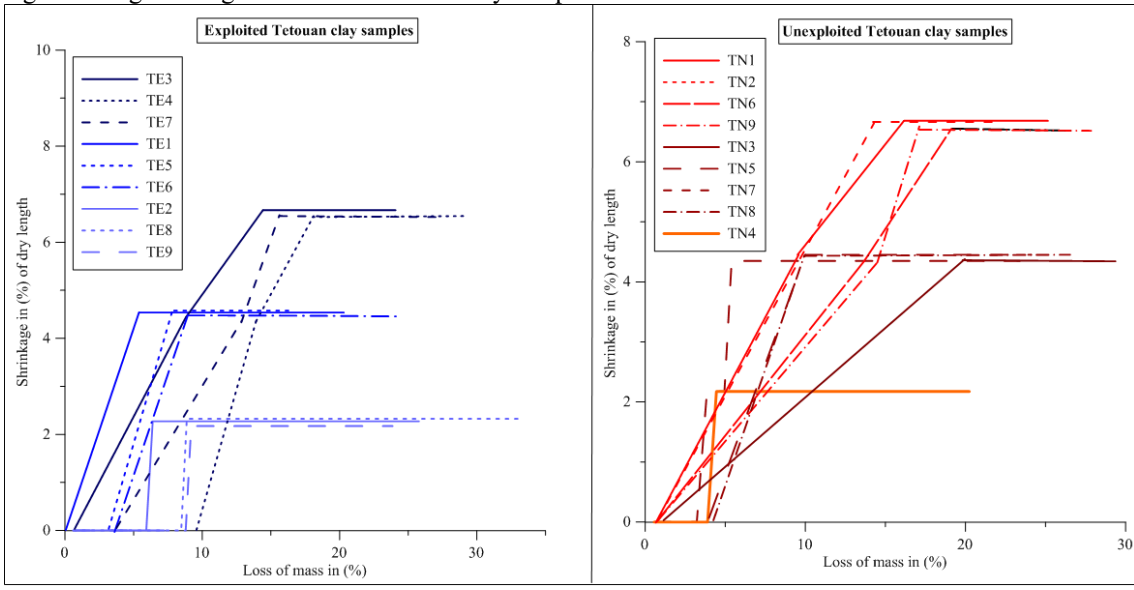 Exploited Tetouan clay samples
10
8
6
4
2
0
0
10
20
30
Shrinkage in (%) of dry length
Loss of mass in (%)
TE3
TE4
TE7
TE1
TE5
TE6
TE2
TE8
TE9
Unexploited Tetouan clay samples
8
6
4
2
0
0
10
20
30
Shrinkage in (%) of dry length
Loss of mass in (%)
TN1
TN2
TN6
TN9
TN3
TN5
TN7
TN8
TN4